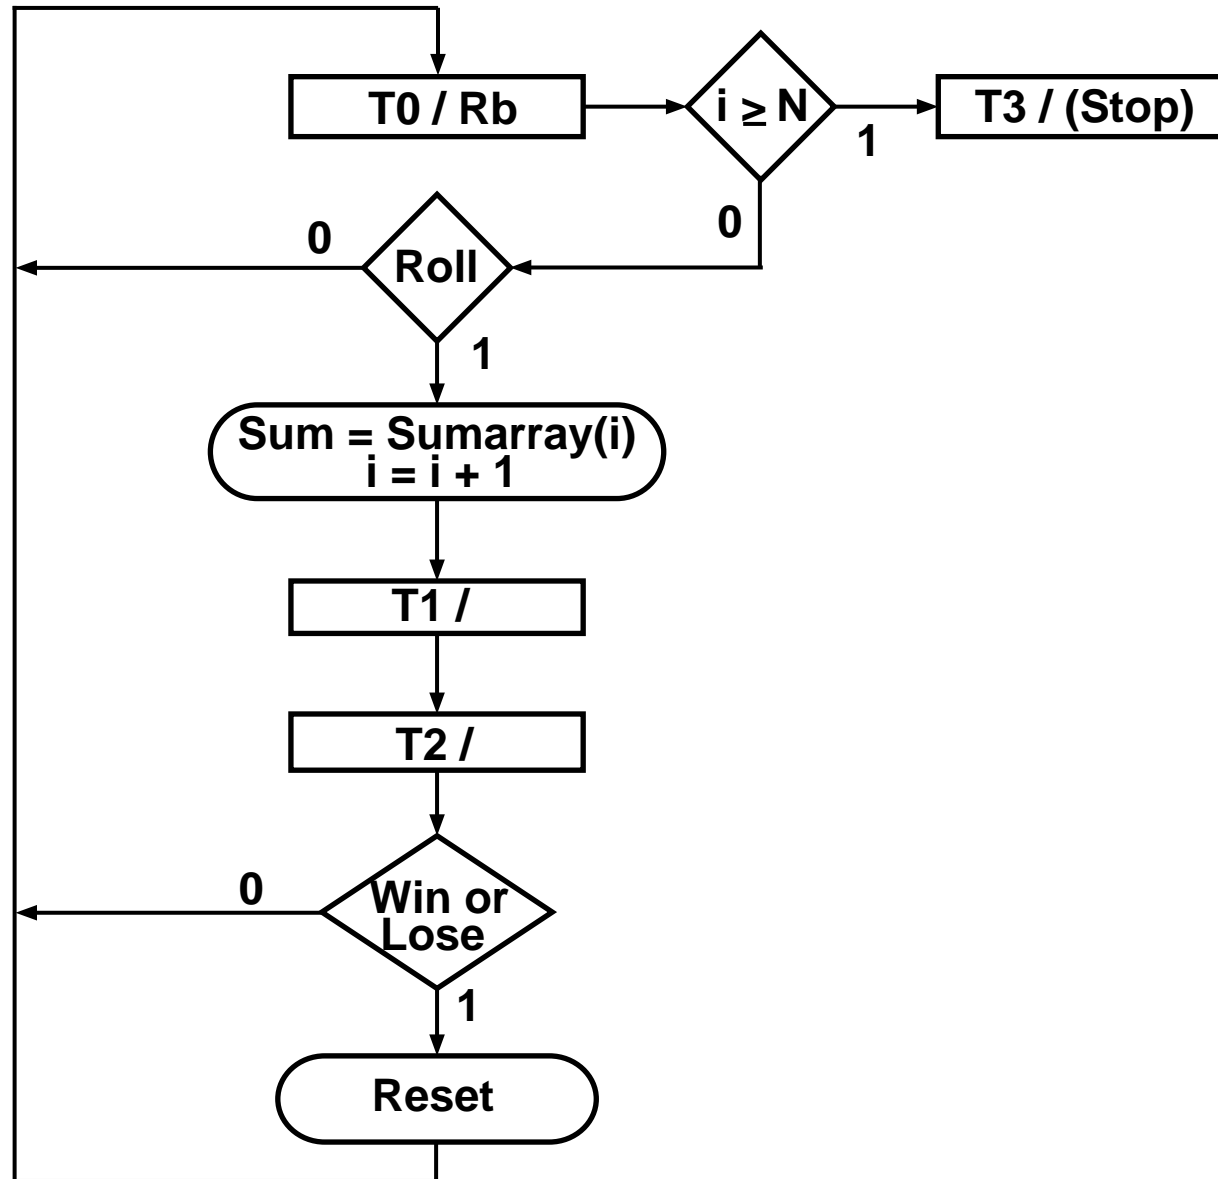 T0 / Rb
i ≥ N
T3 / (Stop)
1
0
Roll
0
1
Sum = Sumarray(i)
i = i + 1
T1 /
T2 /
Win or
Lose
0
1
Reset